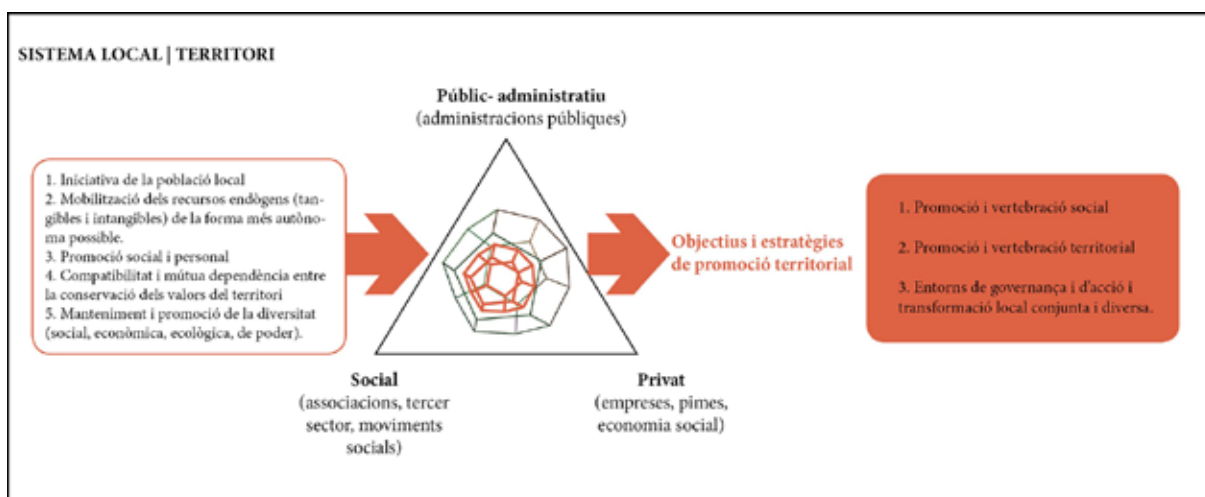 SISTEMA LOCAL | TERRITORI
Públic- administratiu
(administracions públiques)
1. Iniciativa de la població local
2. Mobilització dels recursos endògens (tan-
gibles i intangibles) de la forma més autòno-
ma possible.
3. Promoció social i personal
4. Compatibilitat i mútua dependència entre
la conservació dels valors del territori
5. Manteniment i promoció de la diversitat
(social, econòmica, ecològica, de poder).
Social
(associacions, tercer
sector, moviments
socials)
Privat
(empreses, pimes,
economia social)
Objectius i estratègies
de promoció territorial
1. Promoció i vertebració social
2. Promoció i vertebració territorial
3. Entorns de governança i d'acció i
transformació local conjunta i diversa.